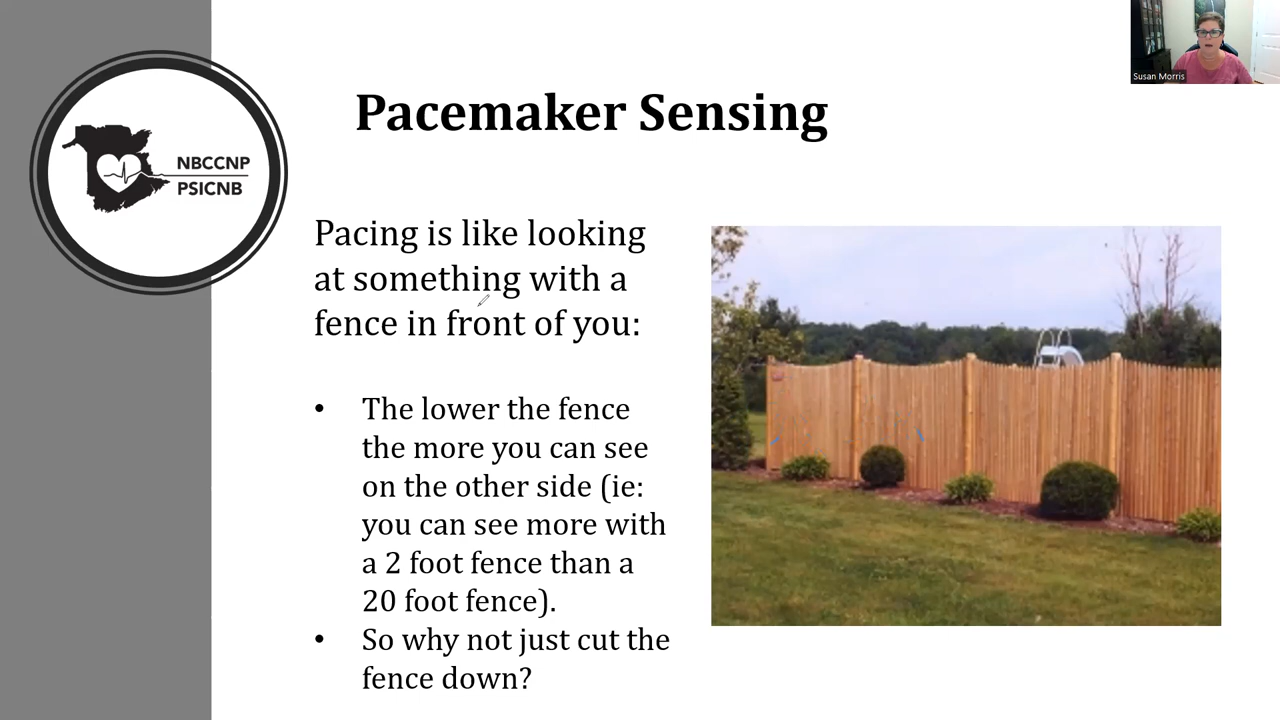 Susan Morris
Pacemaker Sensing
NBCCNP
PSICNB
Pacing is like looking
at something with a
fence in front of you:
• The lower the fence
the more you can see
on the other side (ie:
you can see more with
a 2 foot fence than a
20 foot fence).
• So why not just cut the
fence down?